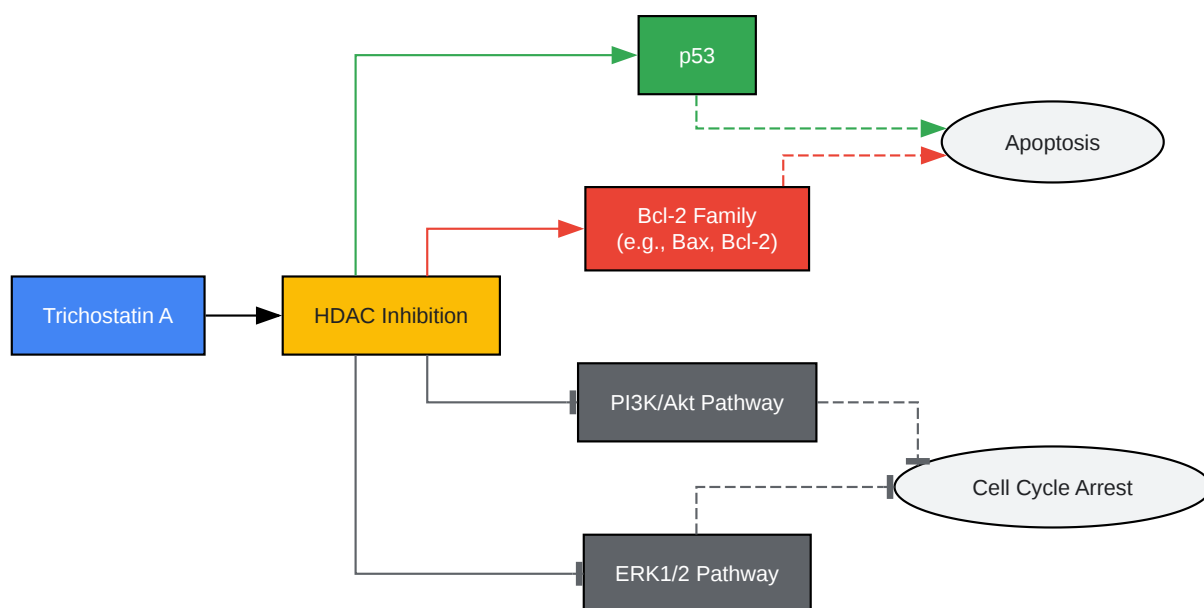 p53
Apoptosis
Bcl-2 Family
(e.g., Bax, Bcl-2)
Trichostatin A
HDAC Inhibition
PI3K/Akt Pathway
Cell Cycle Arrest
ERK1/2 Pathway